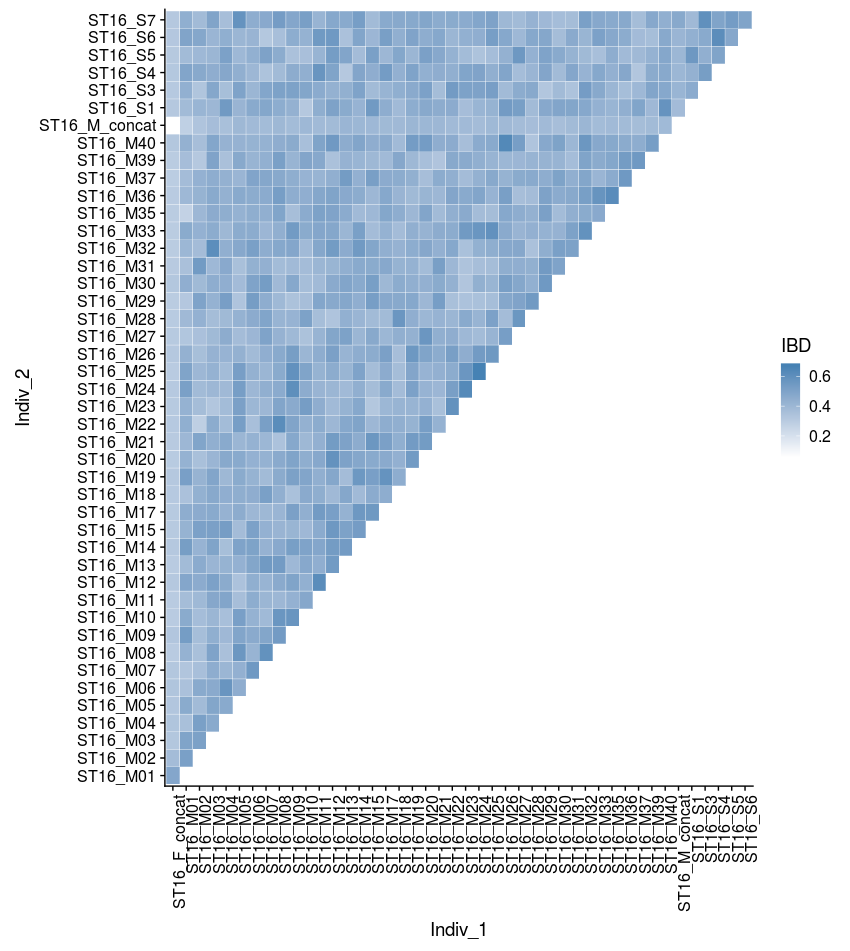 ST16_S7
ST16_S6
ST16_S5
ST16_S4
ST16_S3
ST16_S1
ST16_M_concat
ST16_M40
ST16_M39
ST16_M37
ST16_M36
ST16_M35
ST16_M33
ST16_M32
ST16_M31
ST16_M30
ST16_M29
ST16_M28
ST16_M27
ST16_M26
ST16_M25
ST16_M24
ST16_M23
ST16_M22
ST16_M21
ST16_M20
ST16_M19
ST16_M18
ST16_M17
ST16_M15
ST16_M14
ST16_M13
ST16_M12
ST16_M11
ST16_M10
ST16_M09
ST16_M08
ST16_M07
ST16_M06
ST16_M05
ST16_M04
ST16_M03
ST16_M02
ST16_M01
Indiv_2
ST16_F_concat
ST16_M01
ST16_M02
ST16_M03
ST16_M04
ST16_M05
ST16_M06
ST16_M07
ST16_M08
ST16_M09
ST16_M10
ST16_M11
ST16_M12
ST16_M13
ST16_M14
ST16_M15
ST16_M17
ST16_M18
ST16_M19
ST16_M20
ST16_M21
ST16_M22
ST16_M23
ST16_M24
ST16_M25
ST16_M26
ST16_M27
ST16_M28
ST16_M29
ST16_M30
ST16_M31
ST16_M32
ST16_M33
ST16_M35
ST16_M36
ST16_M37
ST16_M39
ST16_M40
ST16_M_concat
ST16_S1
ST16_S3
ST16_S4
ST16_S5
ST16_S6
Indiv_1
IBD
0.6
0.4
0.2